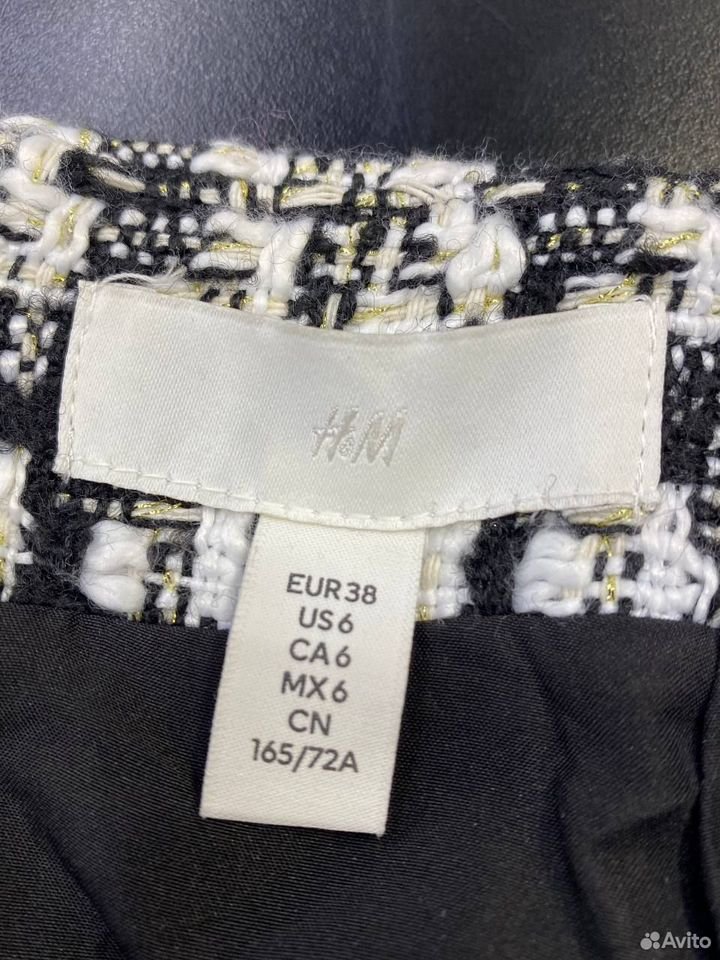 H&M
EUR 38
US 6
CA 6
MX 6
CN
165/72A
Avito